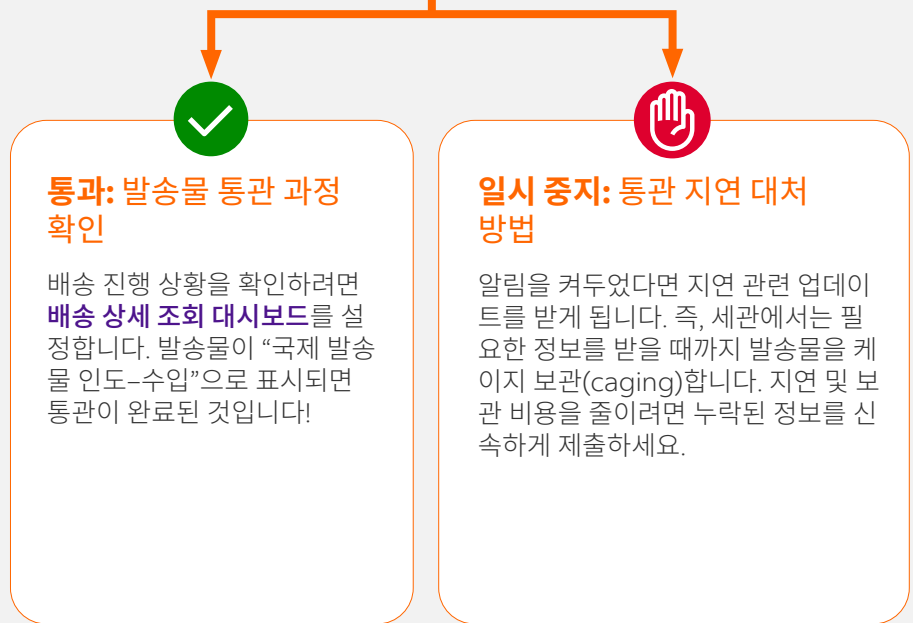 통과: 발송물 통관 과정
확인
배송 진행 상황을 확인하려면
배송 상세 조회 대시보드를 설
정합니다. 발송물이 “국제 발송
물 인도–수입”으로 표시되면
통관이 완료된 것입니다!
일시 중지: 통관 지연 대처
방법
알림을 켜두었다면 지연 관련 업데이
트를 받게 됩니다. 즉, 세관에서는 필
요한 정보를 받을 때까지 발송물을 케
이지 보관(caging)합니다. 지연 및 보
관 비용을 줄이려면 누락된 정보를 신
속하게 제출하세요.